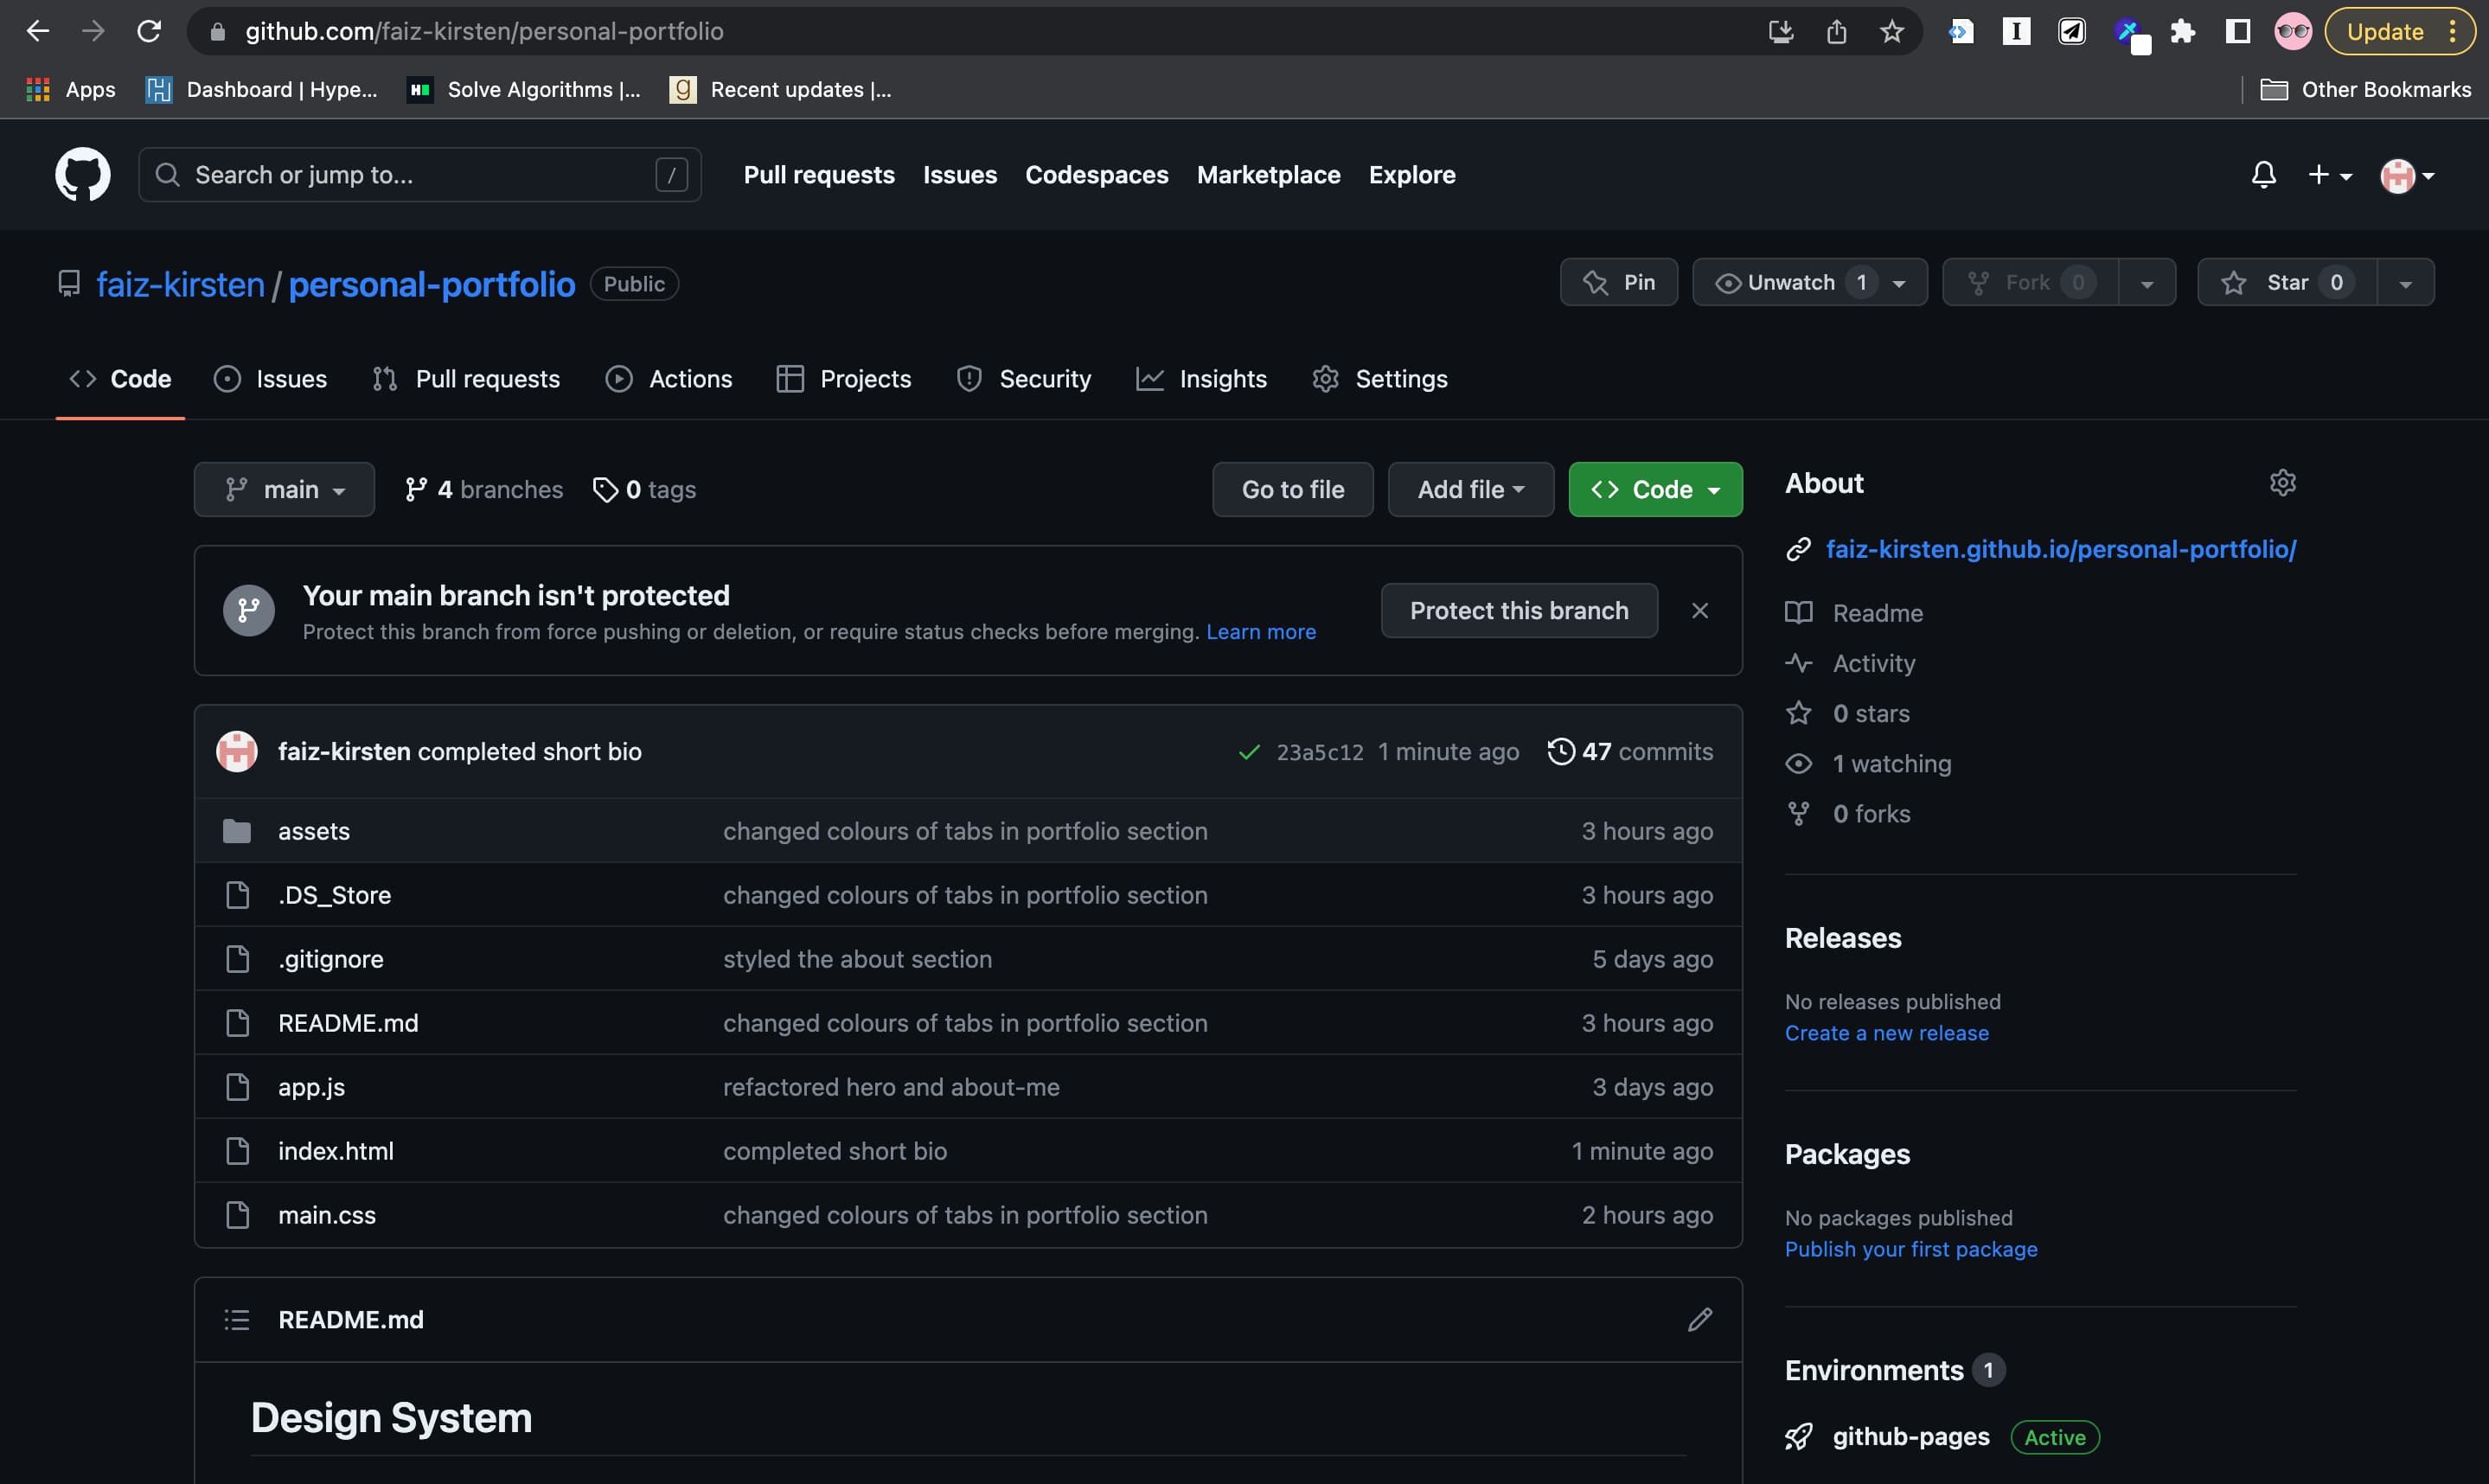 github.com/faiz-kirsten/personal-portfolio
Update
Apps
Dashboard | Hype...
Solve Algorithms |...
Recent updates |...
Other Bookmarks
Search or jump to...
/
Pull requests
Issues
Codespaces
Marketplace
Explore
faiz-kirsten / personal-portfolio
Public
Pin
Unwatch 1
Fork 0
Star 0
Code
Issues
Pull requests
Actions
Projects
Security
Insights
Settings
main
4 branches
0 tags
Go to file
Add file
Code
Your main branch isn't protected
Protect this branch from force pushing or deletion, or require status checks before merging. Learn more
Protect this branch
faiz-kirsten completed short bio
23a5c12 1 minute ago
47 commits
assets
changed colours of tabs in portfolio section
3 hours ago
.DS_Store
changed colours of tabs in portfolio section
3 hours ago
.gitignore
styled the about section
5 days ago
README.md
changed colours of tabs in portfolio section
3 hours ago
app.js
refactored hero and about-me
3 days ago
index.html
completed short bio
1 minute ago
main.css
changed colours of tabs in portfolio section
2 hours ago
README.md
Design System
About
faiz-kirsten.github.io/personal-portfolio/
Readme
Activity
0 stars
1 watching
0 forks
Releases
No releases published
Create a new release
Packages
No packages published
Publish your first package
Environments 1
github-pages
Active